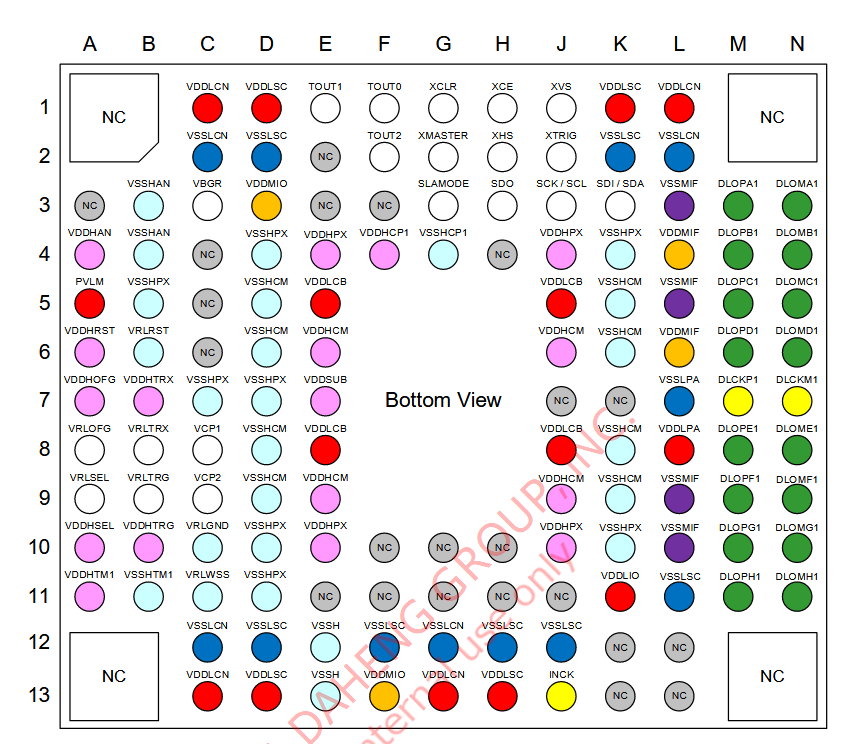 A B C D E F G H J K L M N
VDDLCN VDDLSC TOUT1 TOUT0 XCLR XCE XVS VDDLSC VDDLCN
1 NC NC
VSSLCN VSSLSC TOUT2 XMASTER XHS XTRIG VSSLSC VSSLCN
2 NC
VSSHAN VBGR VDDMIO SLAMODE SDO SCK / SCL SDI / SDA VSSMIF DLOPA1 DLOMA1
3 NC NC NC
VDDHAN VSSHAN VSSHPX VDDHPX VDDHCP1 VSSHCP1 VDDHPX VSSHPX VDDMIF DLOPB1 DLOMB1
4 NC NC
PVLM VSSHPX VSSHCM VDDLCB VDDLCB VSSHCM VSSMIF DLOPC1 DLOMC1
5 NC
VDDHRST VRLRST VSSHCM VDDHCM VDDHCM VSSHCM VDDMIF DLOPD1 DLOMD1
6 NC
VDDHOFG VDDHTRX VSSHPX VSSHPX VDDSUB VSSLPA DLCKP1 DLCKM1
7 Bottom View NC NC
VRLOFG VRLTRX VCP1 VSSHCM VDDLCB VDDLCB VSSHCM VDDLPA DLOPE1 DLOME1
8
VRLSEL VRLTRG VCP2 VSSHCM VDDHCM VDDHCM VSSHCM VSSMIF DLOPF1 DLOMF1
9
VDDHSEL VDDHTRG VRLGND VSSHPX VDDHPX VDDHPX VSSHPX VSSMIF DLOPG1 DLOMG1
10 NC NC NC
VDDHTM1 VSSHTM1 VRLWSS VSSHPX VDDLIO VSSLSC DLOPH1 DLOMH1
11 NC NC NC NC NC
VSSLCN VSSLSC VSSH VSSLSC VSSLCN VSSLSC VSSLSC
12 NC NC
NC NC
VDDLCN VDDLSC VSSH VDDMIO VDDLCN VDDLSC INCK
13 NC NC
DAHENG GROUP, INC.
internal use only